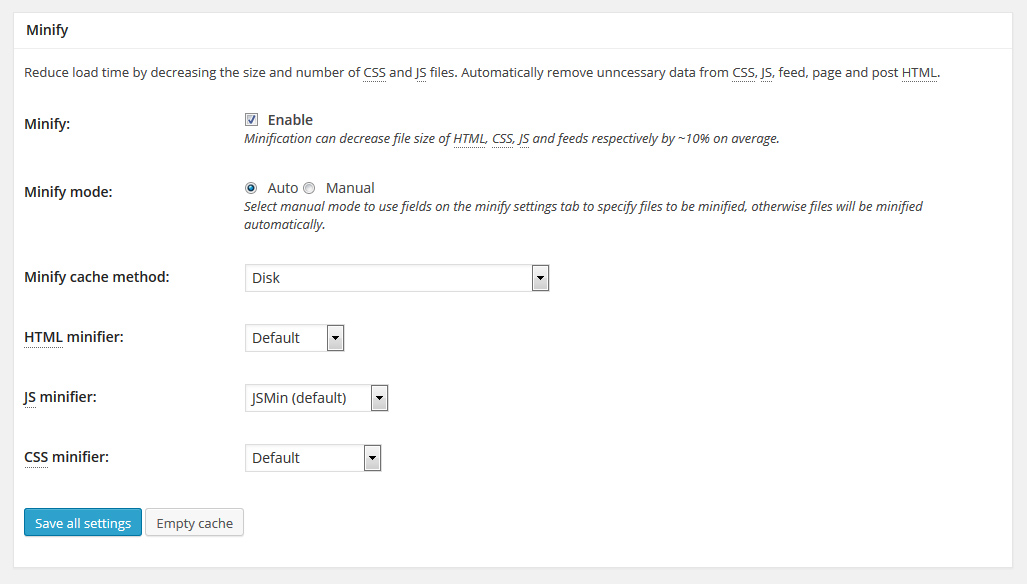 Minify
Reduce load time by decreasing the size and number of CSS and JS files. Automatically remove unncessary data from CSS, JS, feed, page and post HTML.
Minify:
Enable
Minification can decrease file size of HTML, CSS, JS and feeds respectively by ~10% on average.
Minify mode:
Auto Manual
Select manual mode to use fields on the minify settings tab to specify files to be minified, otherwise files will be minified
automatically.
Minify cache method:
Disk
HTML minifier:
Default
JS minifier:
JSMin (default)
CSS minifier:
Default
Save all settings
Empty cache